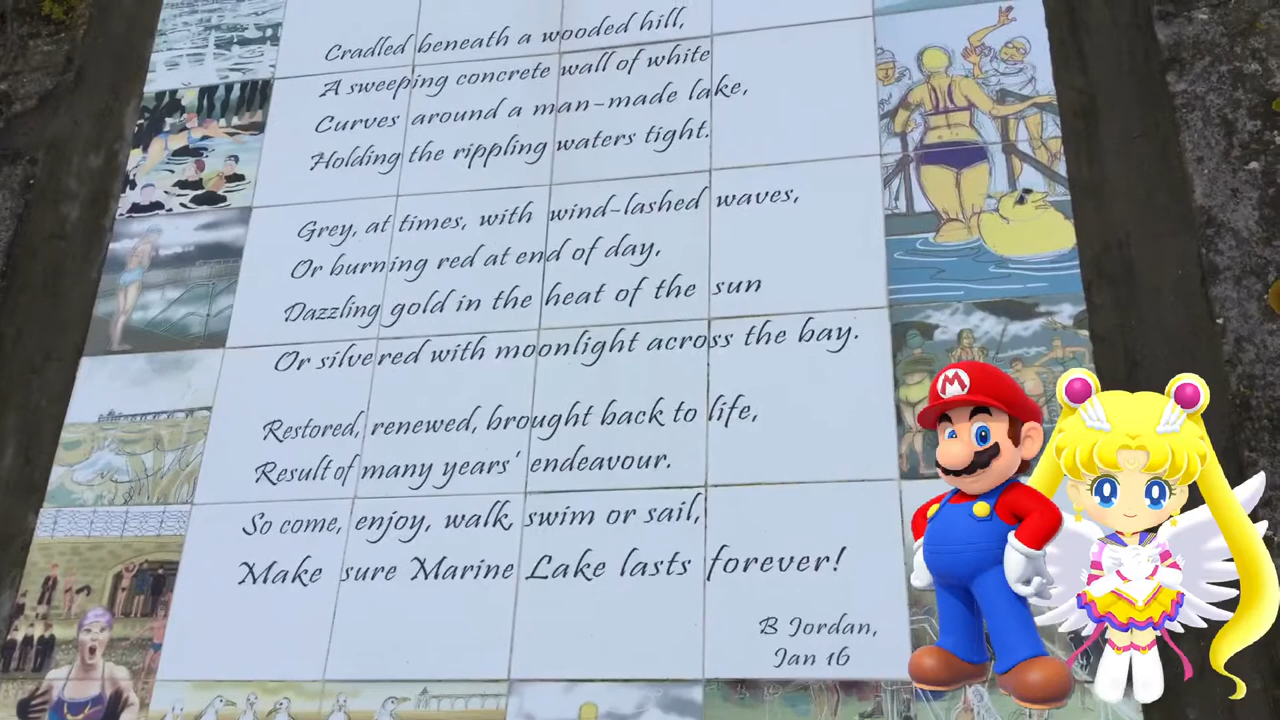 Cradled beneath a wooded hill,
A sweeping concrete wall of white
Curves around a man-made lake,
Holding the rippling waters tight.
Grey, at times, with wind-lashed waves,
Or burning red at end of day,
Dazzling gold in the heat of the sun
Or silvered with moonlight across the bay.
Restored, renewed, brought back to life,
Result of many years' endeavour.
So come, enjoy, walk, swim or sail,
Make sure Marine Lake lasts forever!
B Jordan,
Jan 16
M